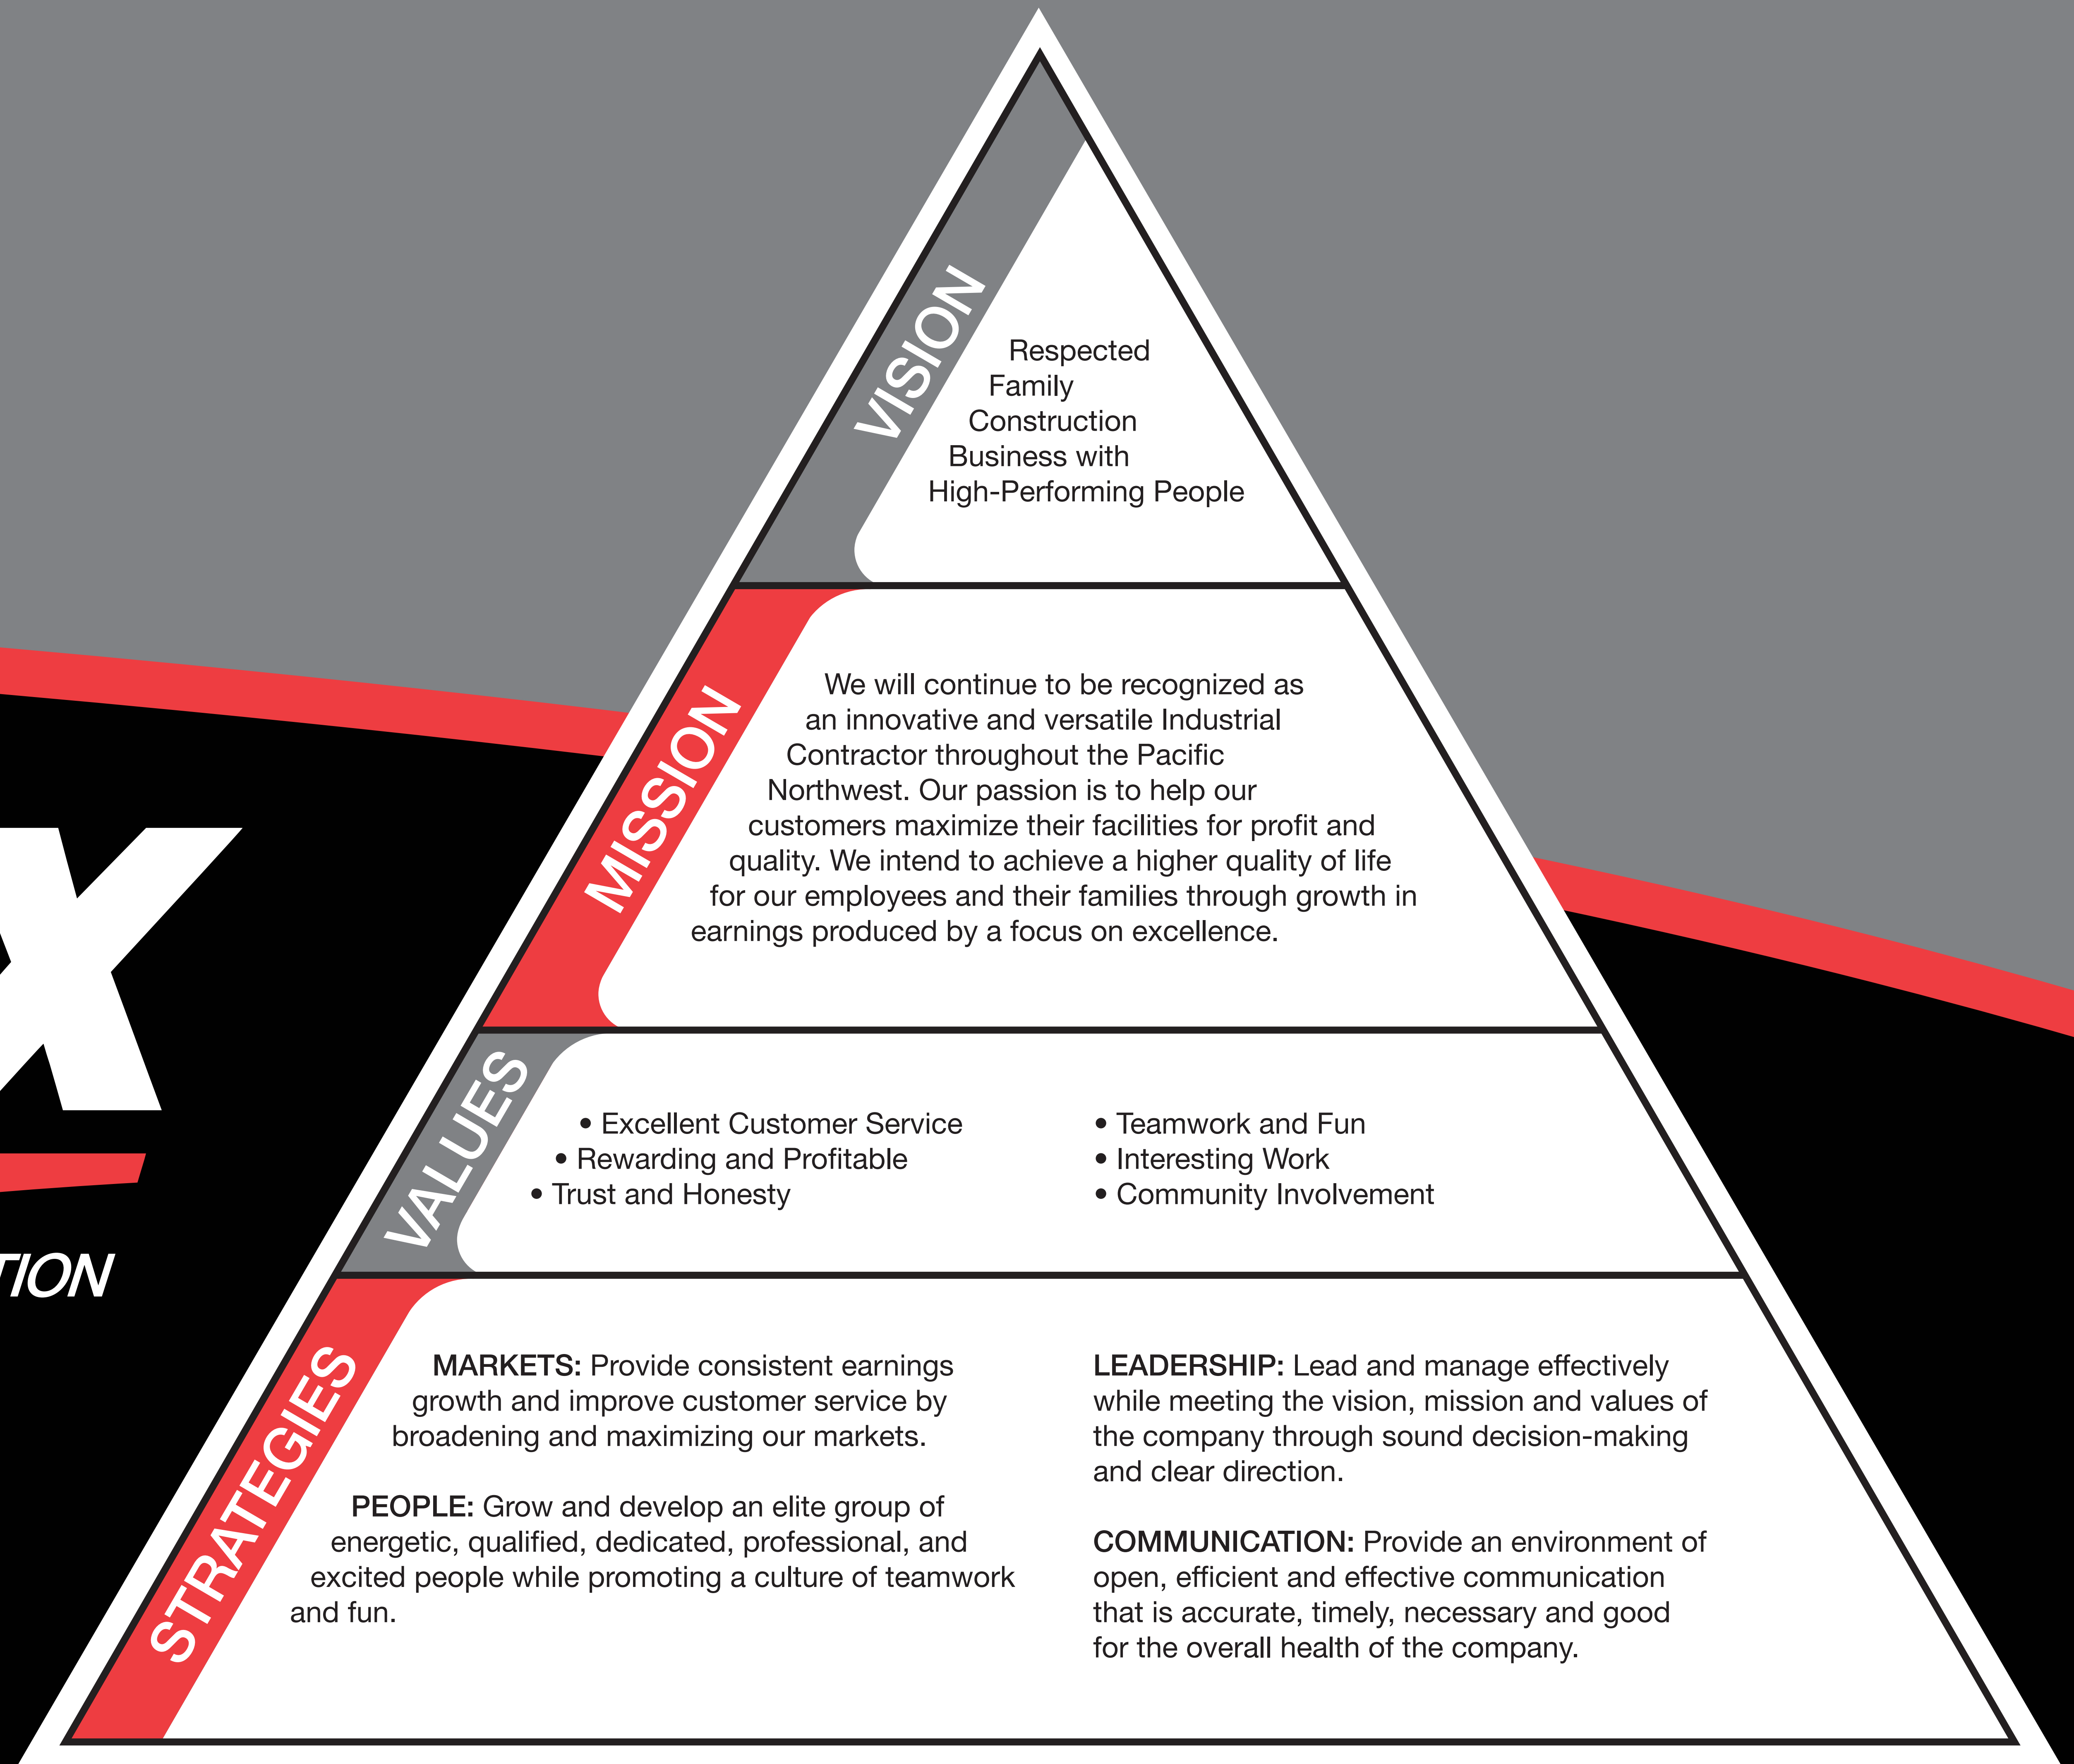 VISION
Respected
Family
Construction
Business with
High-Performing People
MISSION
We will continue to be recognized as
an innovative and versatile Industrial
Contractor throughout the Pacific
Northwest. Our passion is to help our
customers maximize their facilities for profit and
quality. We intend to achieve a higher quality of life
for our employees and their families through growth in
earnings produced by a focus on excellence.
X
TION
VALUES
• Excellent Customer Service
• Rewarding and Profitable
• Trust and Honesty
• Teamwork and Fun
• Interesting Work
• Community Involvement
STRATEGIES
MARKETS: Provide consistent earnings
growth and improve customer service by
broadening and maximizing our markets.
PEOPLE: Grow and develop an elite group of
energetic, qualified, dedicated, professional, and
excited people while promoting a culture of teamwork
and fun.
LEADERSHIP: Lead and manage effectively
while meeting the vision, mission and values of
the company through sound decision-making
and clear direction.
COMMUNICATION: Provide an environment of
open, efficient and effective communication
that is accurate, timely, necessary and good
for the overall health of the company.